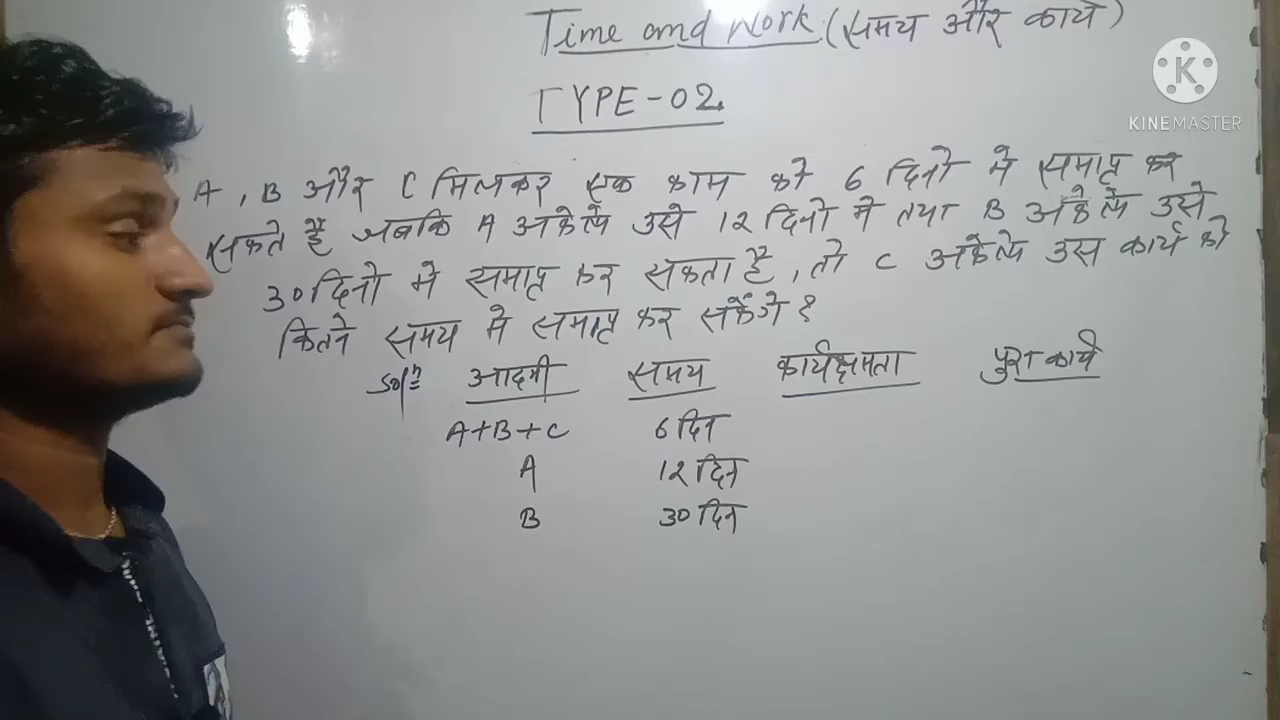 Time and Work (समय और कार्य)
KINEMASTER
TYPE-02.
A, B और C मिलकर एक काम को 6 दिनो मे समाप्त कर
सकते हैं जबकि A अकेले उसे 12 दिनो मे तथा B अकेले उसे
30 दिनो मे समाप्त कर सकता है, तो C अकेले उस कार्य को
कितने समय मे समाप्त कर सकेंगे ?
Solⁿ आदमी समय कार्यक्षमता पुरा कार्य
A+B+C 6 दिन
A 12 दिन
B 30 दिन